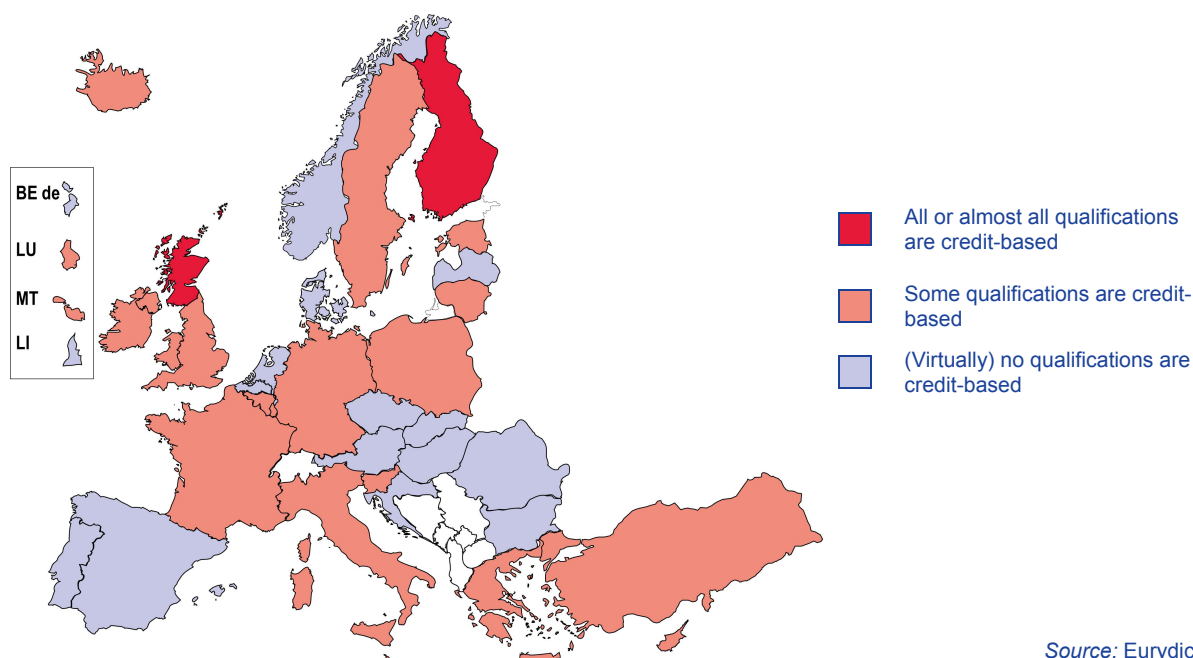 BE de
LU
MT
LI
All or almost all qualifications
are credit-based
Some qualifications are credit-
based
(Virtually) no qualifications are
credit-based
Source: Eurydic